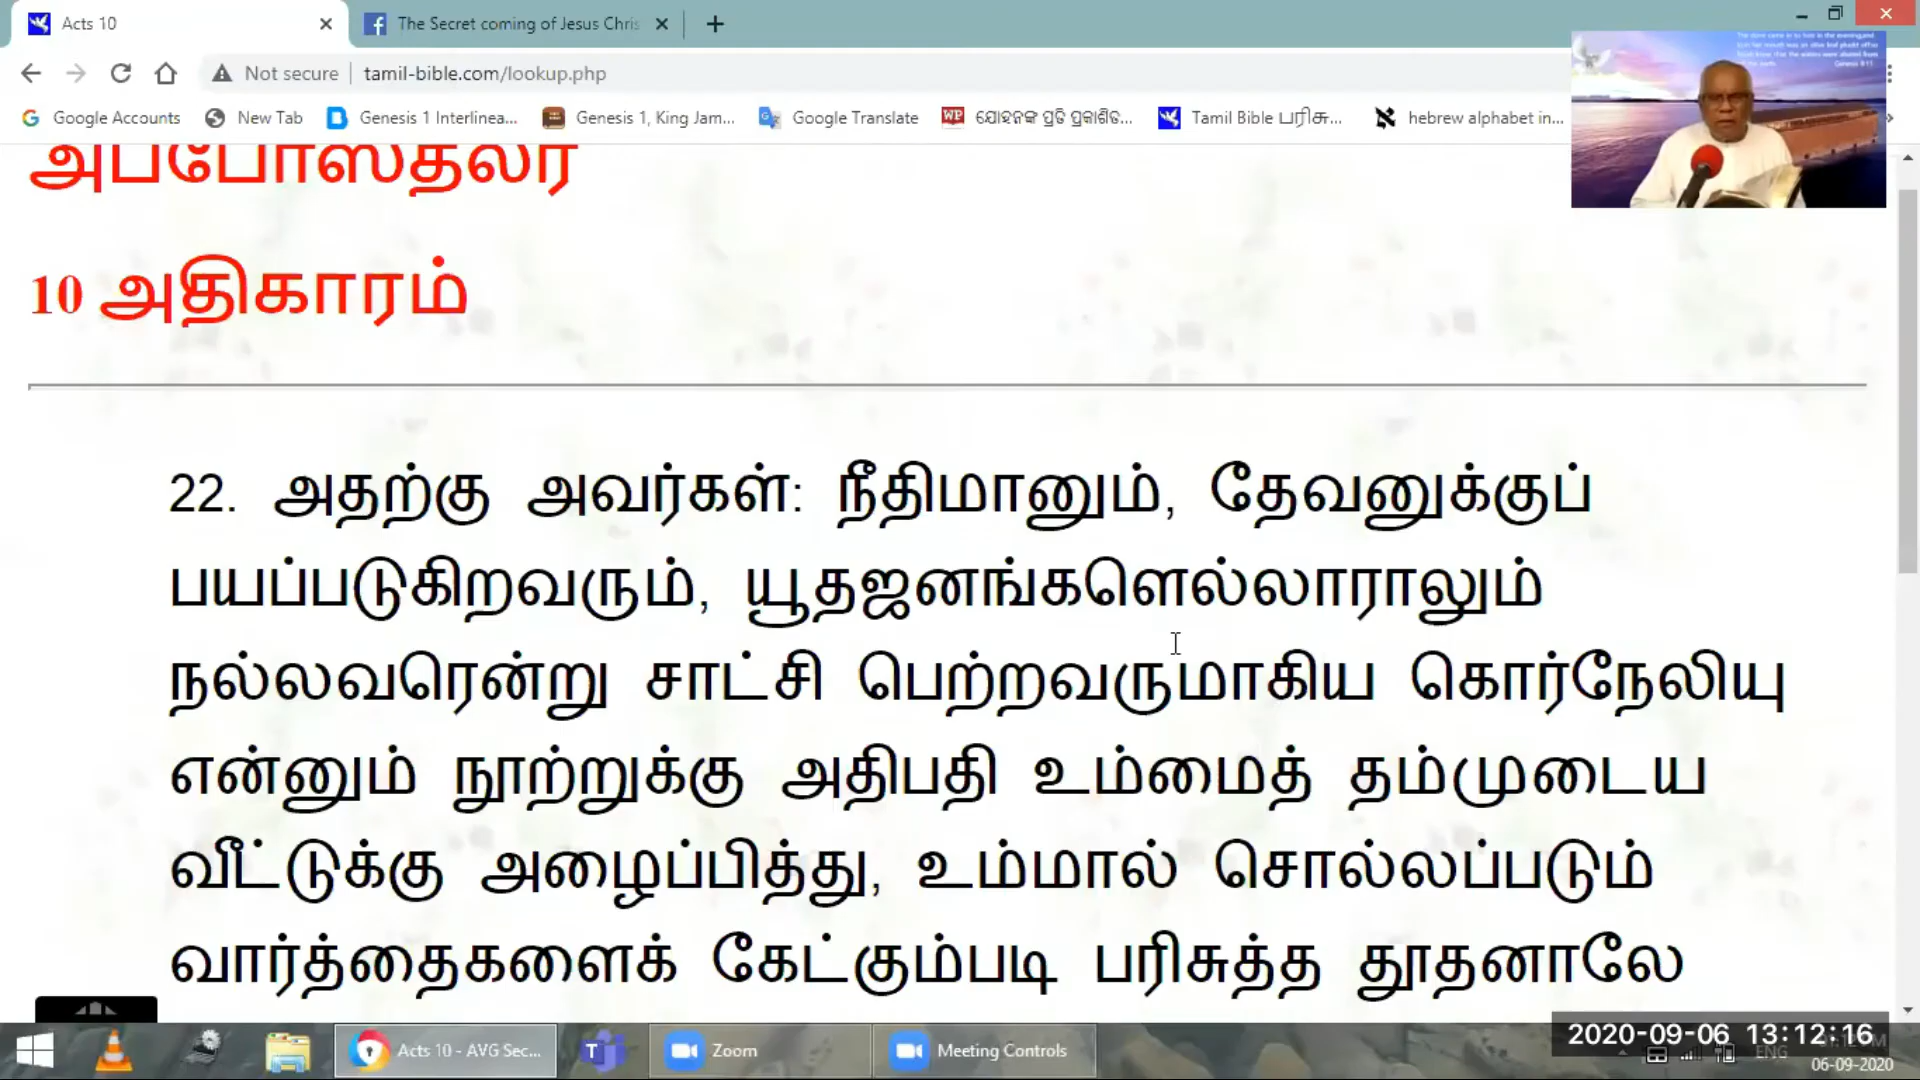 Acts 10
The Secret coming of Jesus Chris
Not secure
tamil-bible.com/lookup.php
Google Accounts
New Tab
Genesis 1 Interlinea...
Genesis 1, King Jam...
Google Translate
ଯୋହନଙ୍କ ପ୍ରତି ପ୍ରକାଶିତ...
Tamil Bible பரிசு...
hebrew alphabet in...
அப்போஸ்தலர்
10 அதிகாரம்
22. அதற்கு அவர்கள்: நீதிமானும், தேவனுக்குப்
பயப்படுகிறவரும், யூதஜனங்களெல்லாராலும்
நல்லவரென்று சாட்சி பெற்றவருமாகிய கொர்நேலியு
என்னும் நூற்றுக்கு அதிபதி உம்மைத் தம்முடைய
வீட்டுக்கு அழைப்பித்து, உம்மால் சொல்லப்படும்
வார்த்தைகளைக் கேட்கும்படி பரிசுத்த தூதனாலே
Acts 10 - AVG Sec...
Zoom
Meeting Controls
2020-09-06 13:12:16
ENG
06-09-2020